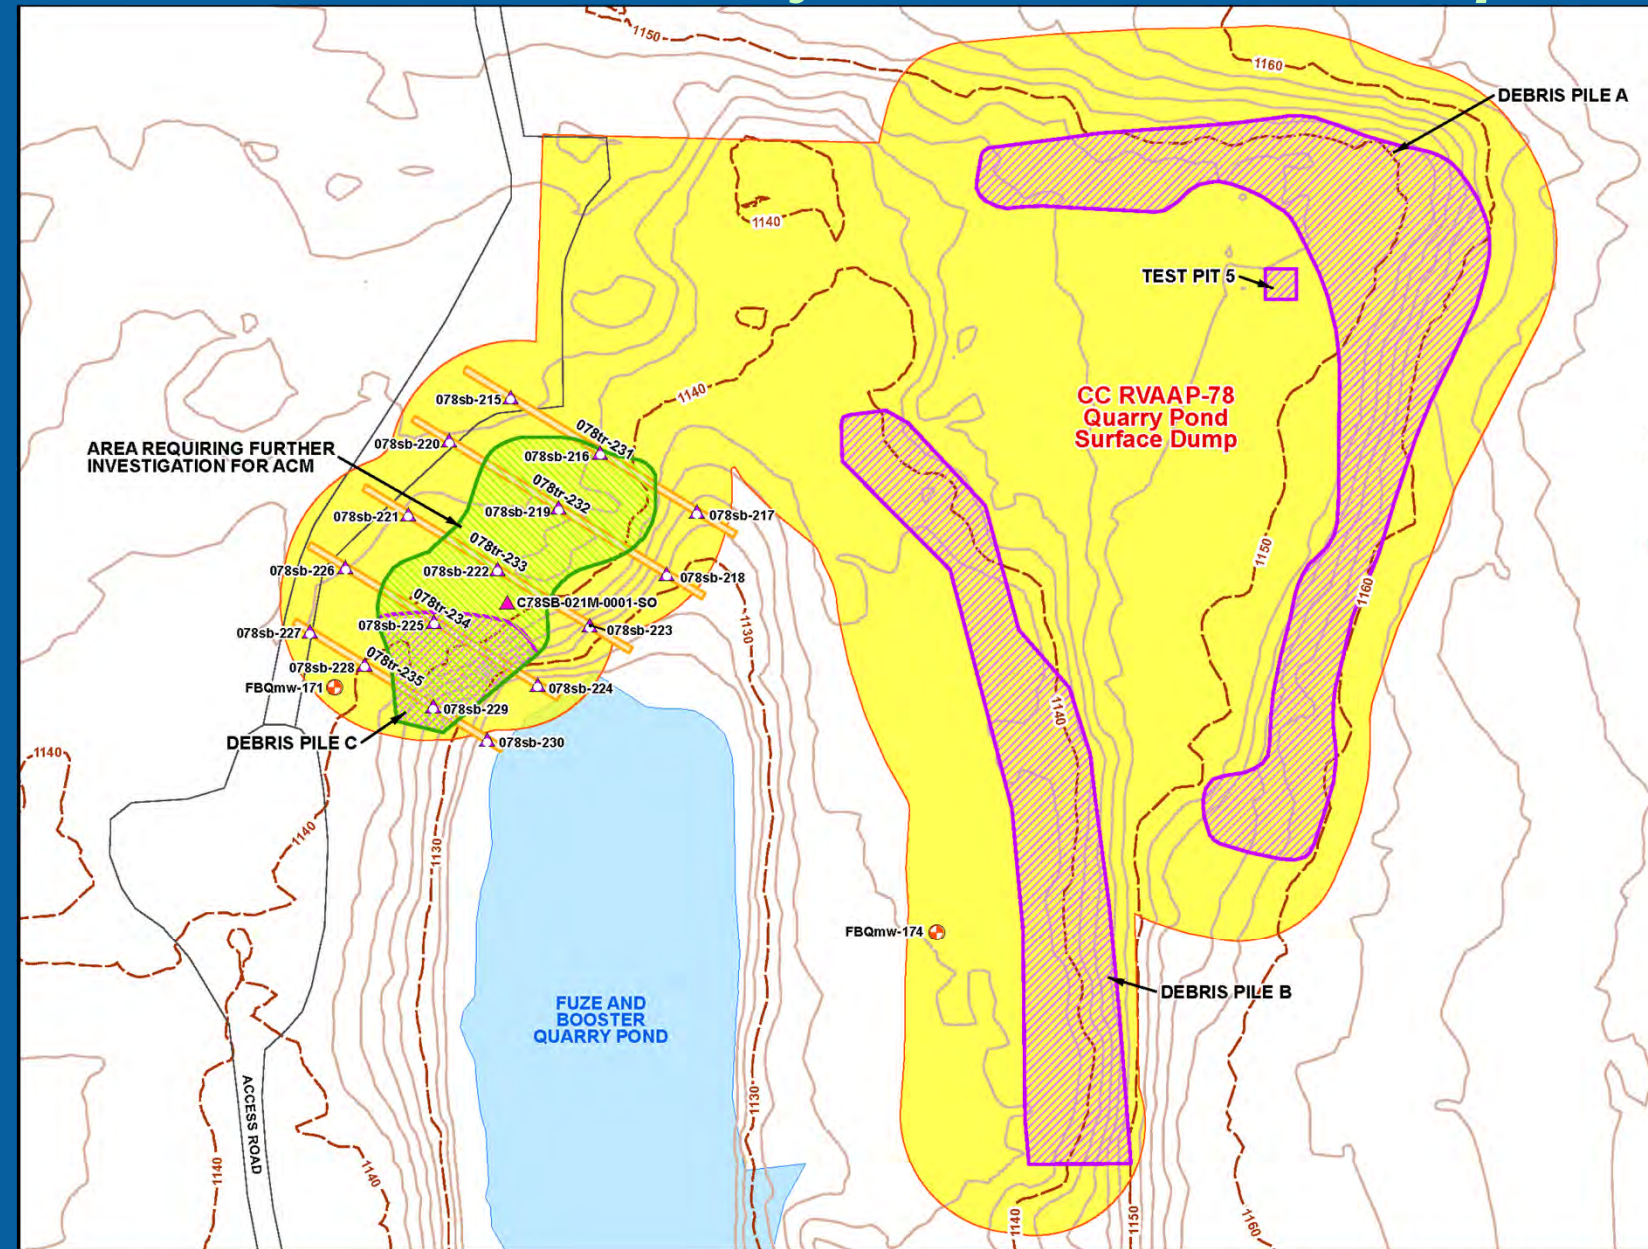 1150
1160
DEBRIS PILE A
1140
TEST PIT 5
1140
CC RVAAP-78
Quarry Pond
Surface Dump
078sb-215
078tr-231
078sb-220
078sb-216
AREA REQUIRING FURTHER
INVESTIGATION FOR ACM
078tr-232
078sb-219
078sb-217
078sb-221
078tr-233
1150
078sb-226
078sb-222
078sb-218
1160
C78SB-021M-0001-SO
078tr-234
078sb-225
078sb-223
1130
078sb-227
078sb-228
078tr-235
FBQmw-171
078sb-224
078sb-229
1140
DEBRIS PILE C
078sb-230
1140
1140
1130
FBQmw-174
DEBRIS PILE B
FUZE AND
BOOSTER
QUARRY POND
ACCESS ROAD
1130
1140
1140
1140
1150
1160